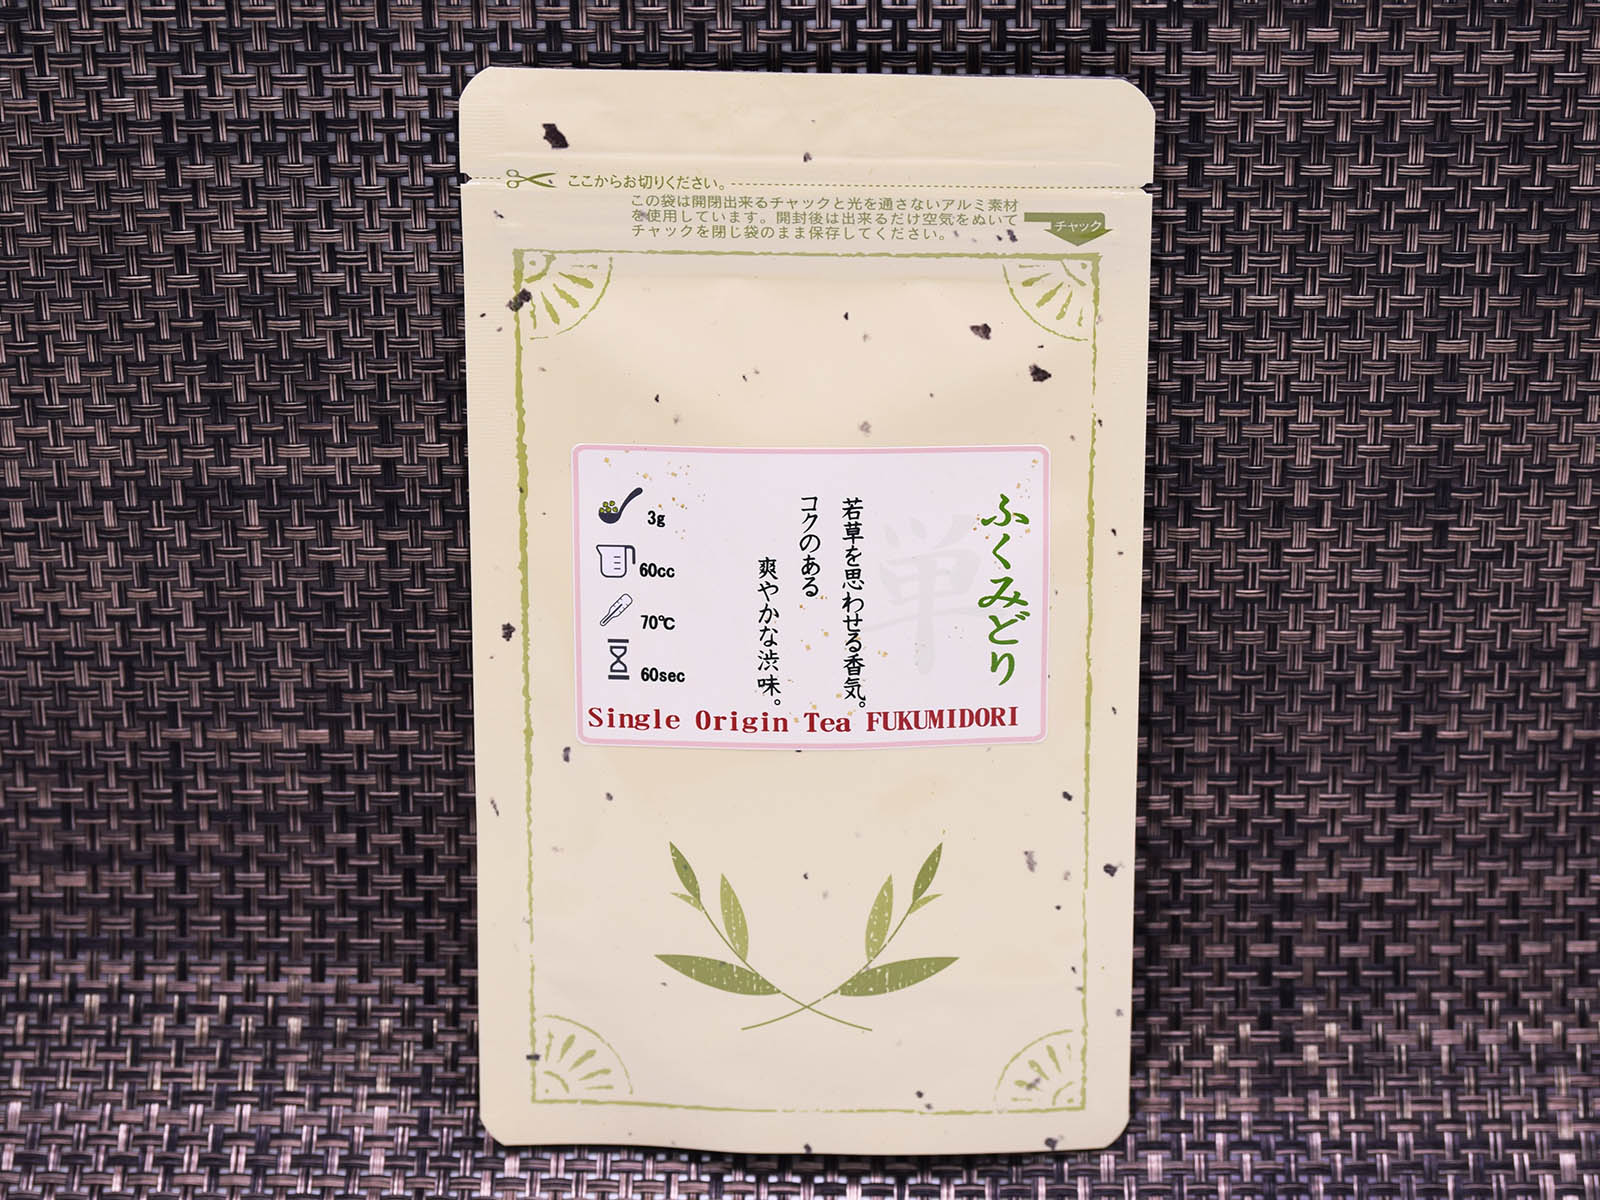 ここからお切りください。
この袋は開閉出来るチャックと光を通さないアルミ素材
を使用しています。開封後は出来るだけ空気をぬいて
チャックを閉じ袋のまま保存してください。
チャック
ふくみどり
単
若草を思わせる香気。
コクのある
爽やかな渋味。
3g
60cc
70℃
60sec
Single Origin Tea FUKUMIDORI